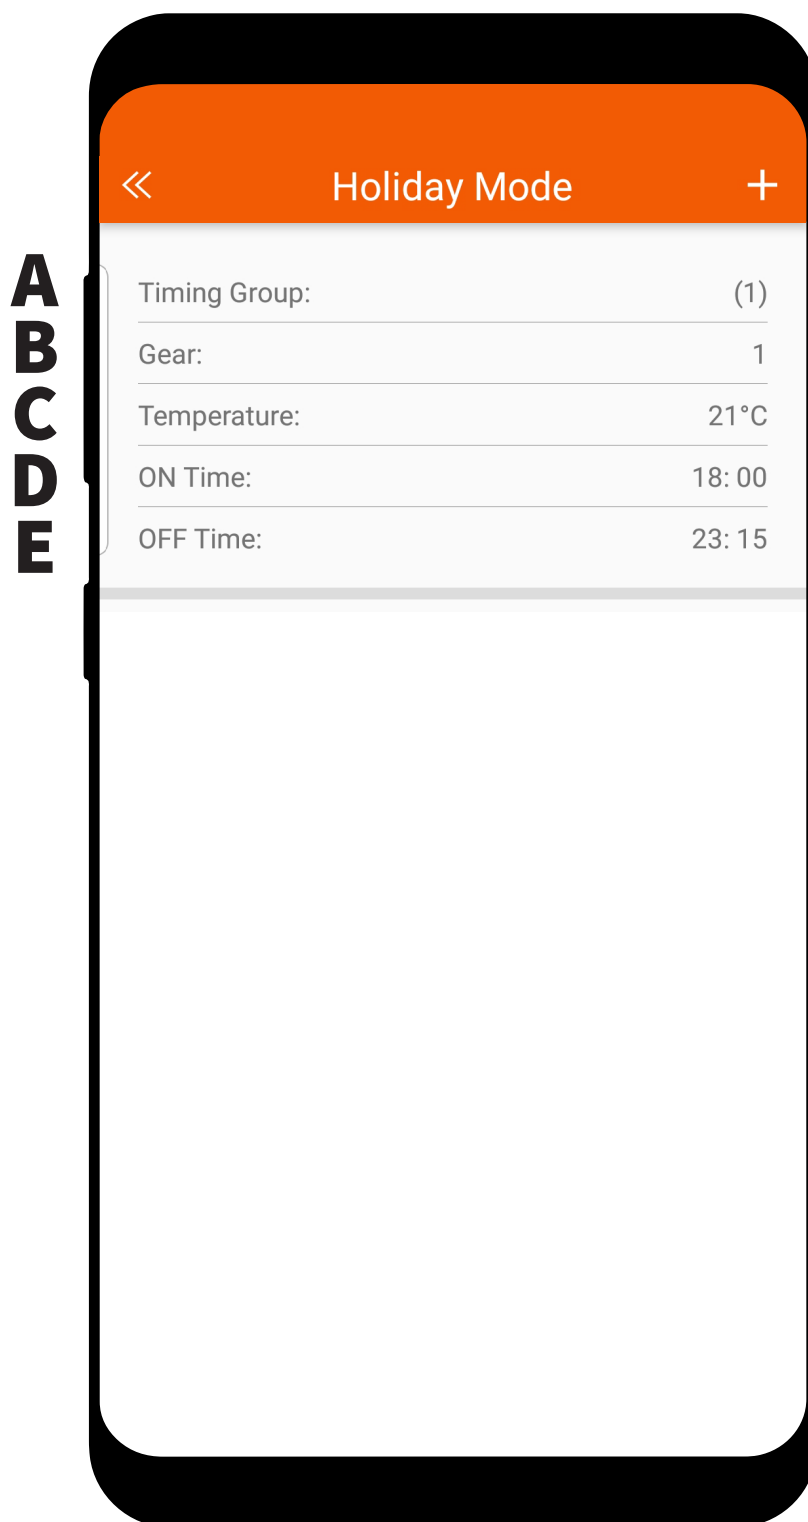 Holiday Mode
A Timing Group: (1)
B Gear: 1
C Temperature: 21°C
D ON Time: 18: 00
E OFF Time: 23: 15